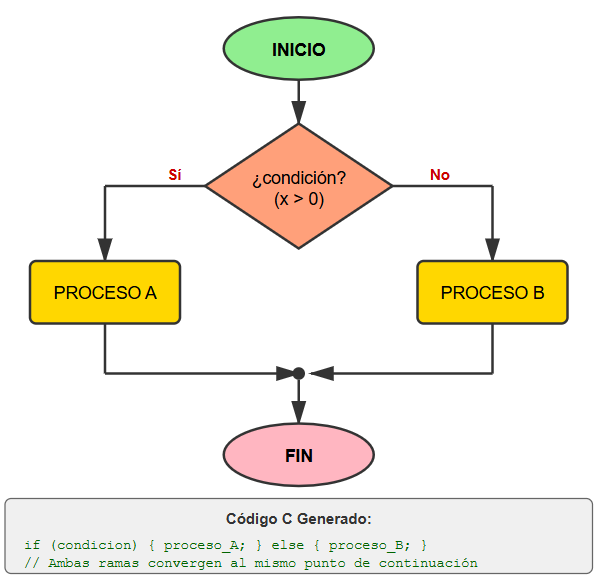 INICIO
¿condición?
(x > 0)
Sí
No
PROCESO A
PROCESO B
FIN
Código C Generado:
if (condicion) { proceso_A; } else { proceso_B; }
// Ambas ramas convergen al mismo punto de continuación